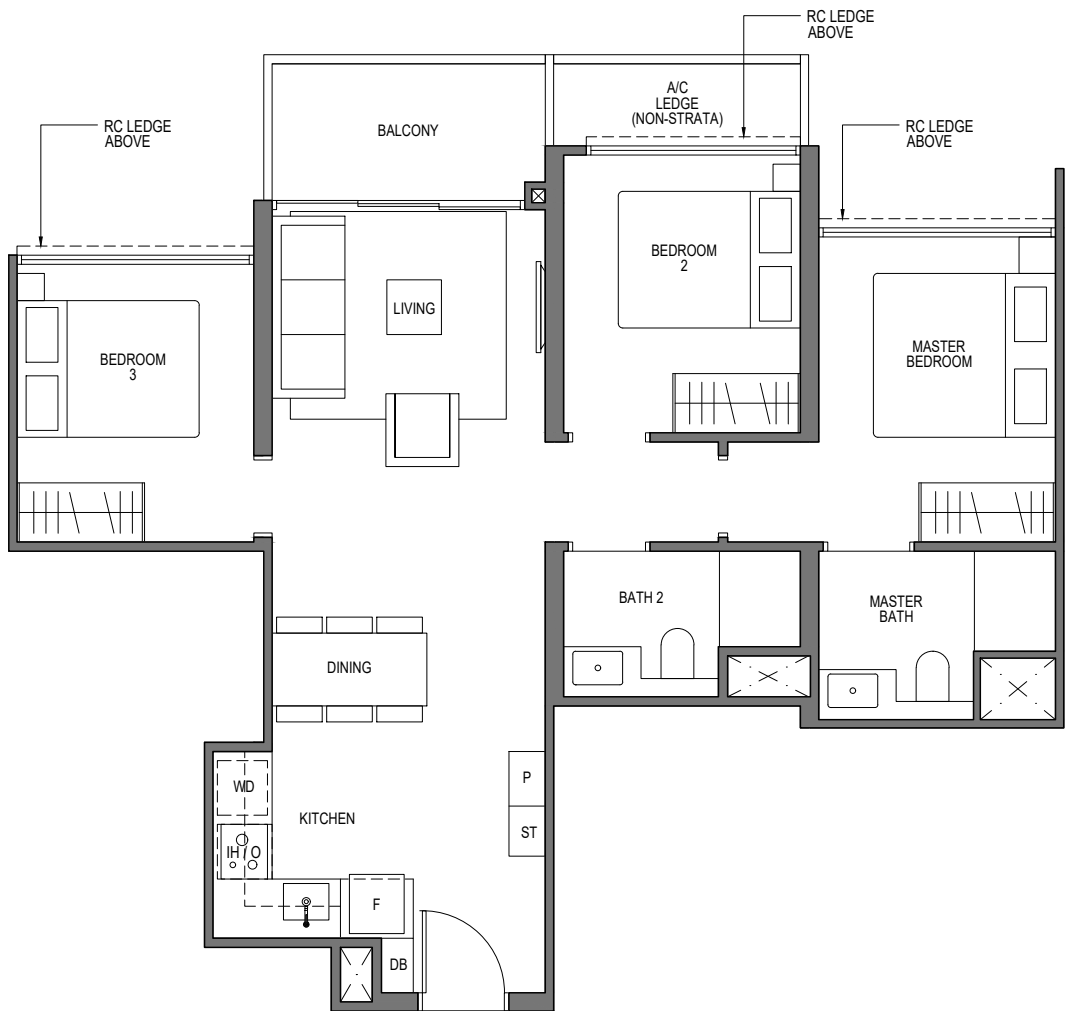 RC LEDGE
ABOVE
A/C
LEDGE
(NON-STRATA)
RC LEDGE
ABOVE
BALCONY
RC LEDGE
ABOVE
BEDROOM
2
LIVING
BEDROOM
3
MASTER
BEDROOM
BATH 2
MASTER
BATH
DINING
P
WD
KITCHEN
ST
IH / O
F
DB